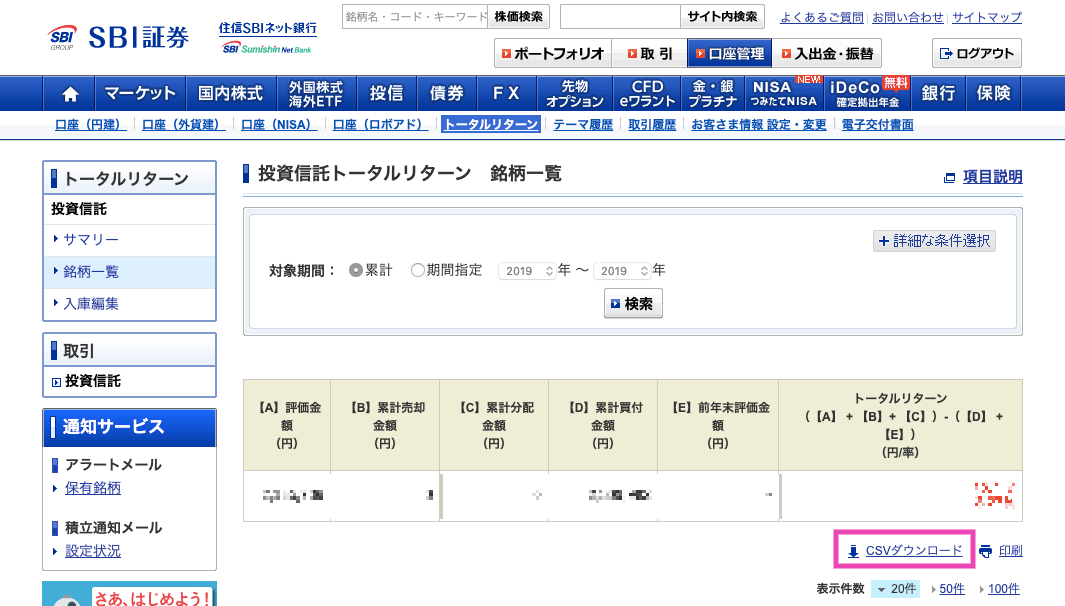 SBI GROUP SBI証券
住信SBIネット銀行
SBI Sumishin Net Bank
銘柄名・コード・キーワード 株価検索 サイト内検索 よくあるご質問 お問い合わせ サイトマップ
ポートフォリオ 取引 口座管理 入出金・振替 ログアウト
マーケット 国内株式 外国株式 海外ETF 投信 債券 FX 先物 オプション CFD eワラント 金・銀 プラチナ NISA つみたてNISA NEW! iDeCo 確定拠出年金 無料 銀行 保険
口座（円建） 口座（外貨建） 口座（NISA） 口座（ロボアド） トータルリターン テーマ履歴 取引履歴 お客さま情報 設定・変更 電子交付書面
トータルリターン
投資信託
サマリー
銘柄一覧
入庫編集
取引
投資信託
通知サービス
アラートメール
保有銘柄
積立通知メール
設定状況
さあ、はじめよう!
投資信託トータルリターン 銘柄一覧
項目説明
+詳細な条件選択
対象期間： 累計 期間指定 2019 年 ～ 2019 年
検索
【A】評価金額（円）
【B】累計売却金額（円）
【C】累計分配金額（円）
【D】累計買付金額（円）
【E】前年末評価金額（円）
トータルリターン
（【A】+【B】+【C】）-（【D】+【E】）
（円/率）
CSVダウンロード 印刷
表示件数 20件 50件 100件